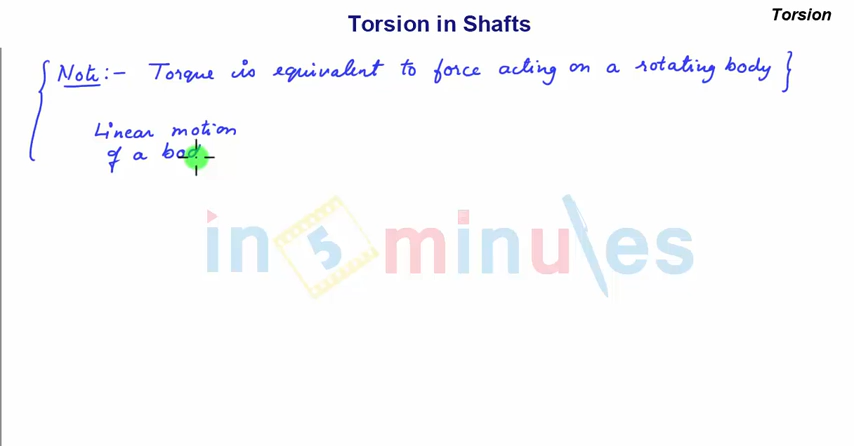 Torsion
Torsion in Shafts
Note:- Torque is equivalent to force acting on a rotating body
Linear motion
of a bod
in 5 minutes